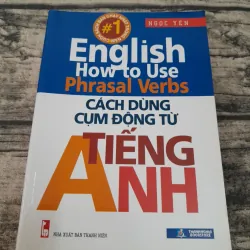 #1
NGỌC YẾN
English
How to Use
Phrasal Verbs
CÁCH DÙNG
CỤM ĐỘNG TỪ
TIẾNG
ANH
NHÀ XUẤT BẢN THANH NIÊN